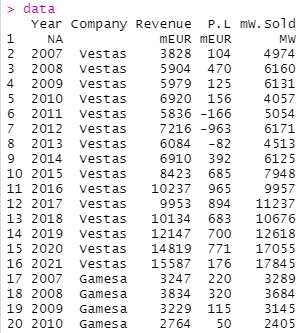 > data
Year Company Revenue P.L mW.Sold
1 NA mEUR mEUR MW
2 2007 Vestas 3828 104 4974
3 2008 Vestas 5904 470 6160
4 2009 Vestas 5979 125 6131
5 2010 Vestas 6920 156 4057
6 2011 Vestas 5836 -166 5054
7 2012 Vestas 7216 -963 6171
8 2013 Vestas 6084 -82 4513
9 2014 Vestas 6910 392 6125
10 2015 Vestas 8423 685 7948
11 2016 Vestas 10237 965 9957
12 2017 Vestas 9953 894 11237
13 2018 Vestas 10134 683 10676
14 2019 Vestas 12147 700 12618
15 2020 Vestas 14819 771 17055
16 2021 Vestas 15587 176 17845
17 2007 Gamesa 3247 220 3289
18 2008 Gamesa 3834 320 3684
19 2009 Gamesa 3229 115 3145
20 2010 Gamesa 2764 50 2405